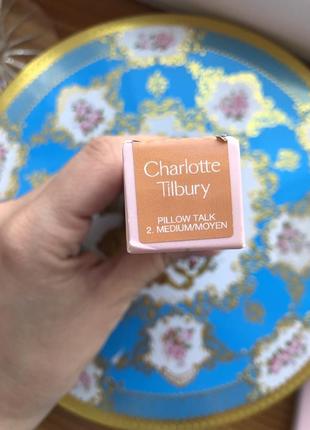 Charlotte
Tilbury
PILLOW TALK
2. MEDIUM/MOYEN